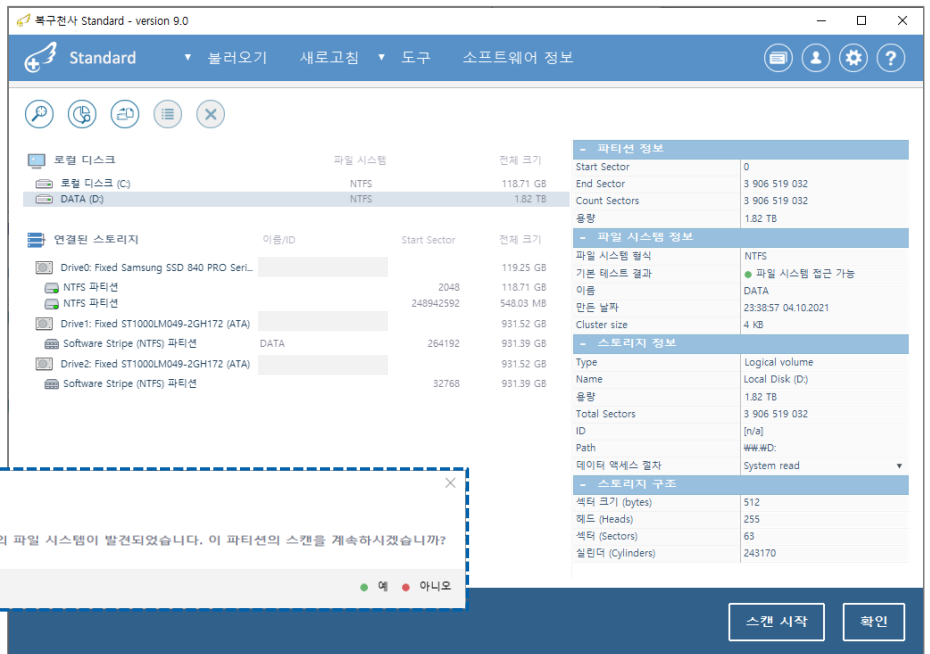 복구천사 Standard - version 9.0
Standard ▼ 불러오기 새로고침 ▼ 도구 소프트웨어 정보
로컬 디스크 파일 시스템 전체 크기
로컬 디스크 (C:) NTFS 118.71 GB
DATA (D:) NTFS 1.82 TB
연결된 스토리지 이름/ID Start Sector 전체 크기
Drive0: Fixed Samsung SSD 840 PRO Seri... 119.25 GB
NTFS 파티션 2048 118.71 GB
NTFS 파티션 248942592 548.03 MB
Drive1: Fixed ST1000LM049-2GH172 (ATA) 931.52 GB
Software Stripe (NTFS) 파티션 DATA 264192 931.39 GB
Drive2: Fixed ST1000LM049-2GH172 (ATA) 931.52 GB
Software Stripe (NTFS) 파티션 32768 931.39 GB
- 파티션 정보
Start Sector 0
End Sector 3 906 519 032
Count Sectors 3 906 519 032
용량 1.82 TB
- 파일 시스템 정보
파일 시스템 형식 NTFS
기본 테스트 결과 파일 시스템 접근 가능
이름 DATA
만든 날짜 23:38:57 04.10.2021
Cluster size 4 KB
- 스토리지 정보
Type Logical volume
Name Local Disk (D:)
용량 1.82 TB
Total Sectors 3 906 519 032
ID [n/a]
Path ₩₩.₩D:
데이터 액세스 절차 System read ▼
- 스토리지 구조
섹터 크기 (bytes) 512
헤드 (Heads) 255
섹터 (Sectors) 63
실린더 (Cylinders) 243170
의 파일 시스템이 발견되었습니다. 이 파티션의 스캔을 계속하시겠습니까?
예 아니오
스캔 시작 확인